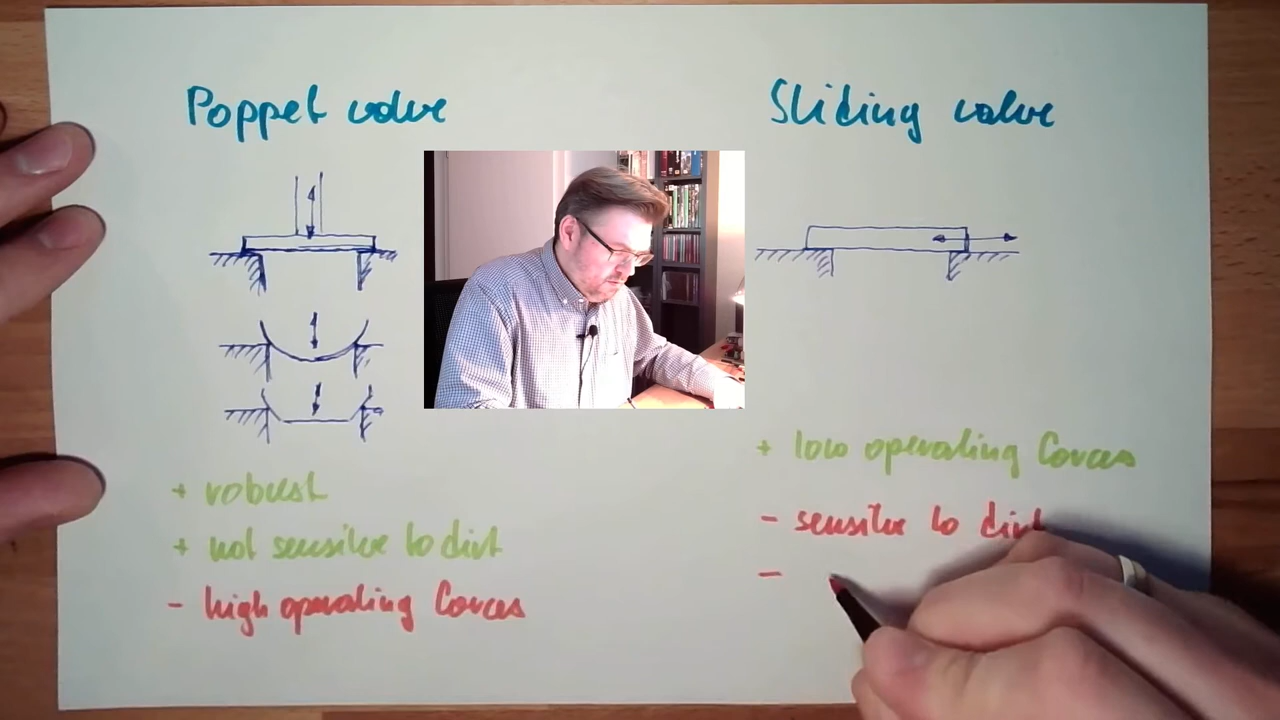 Poppet valve
Sliding valve
+ robust
+ not sensitive to dirt
- high operating forces
+ low operating forces
- sensitive to dirt
-